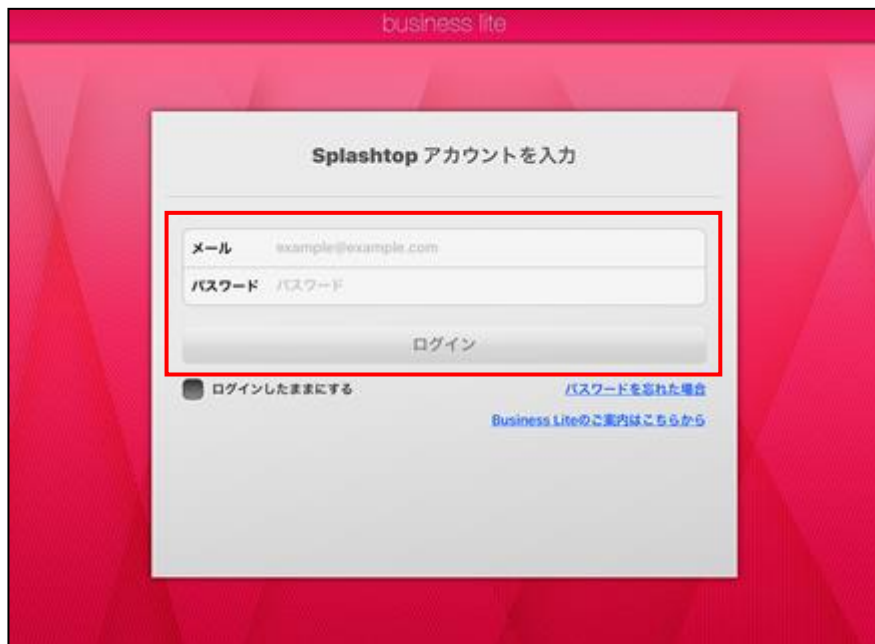 business lite
Splashtop アカウントを入力
メール example@example.com
パスワード パスワード
ログイン
ログインしたままにする パスワードを忘れた場合
Business Liteのご案内はこちらから